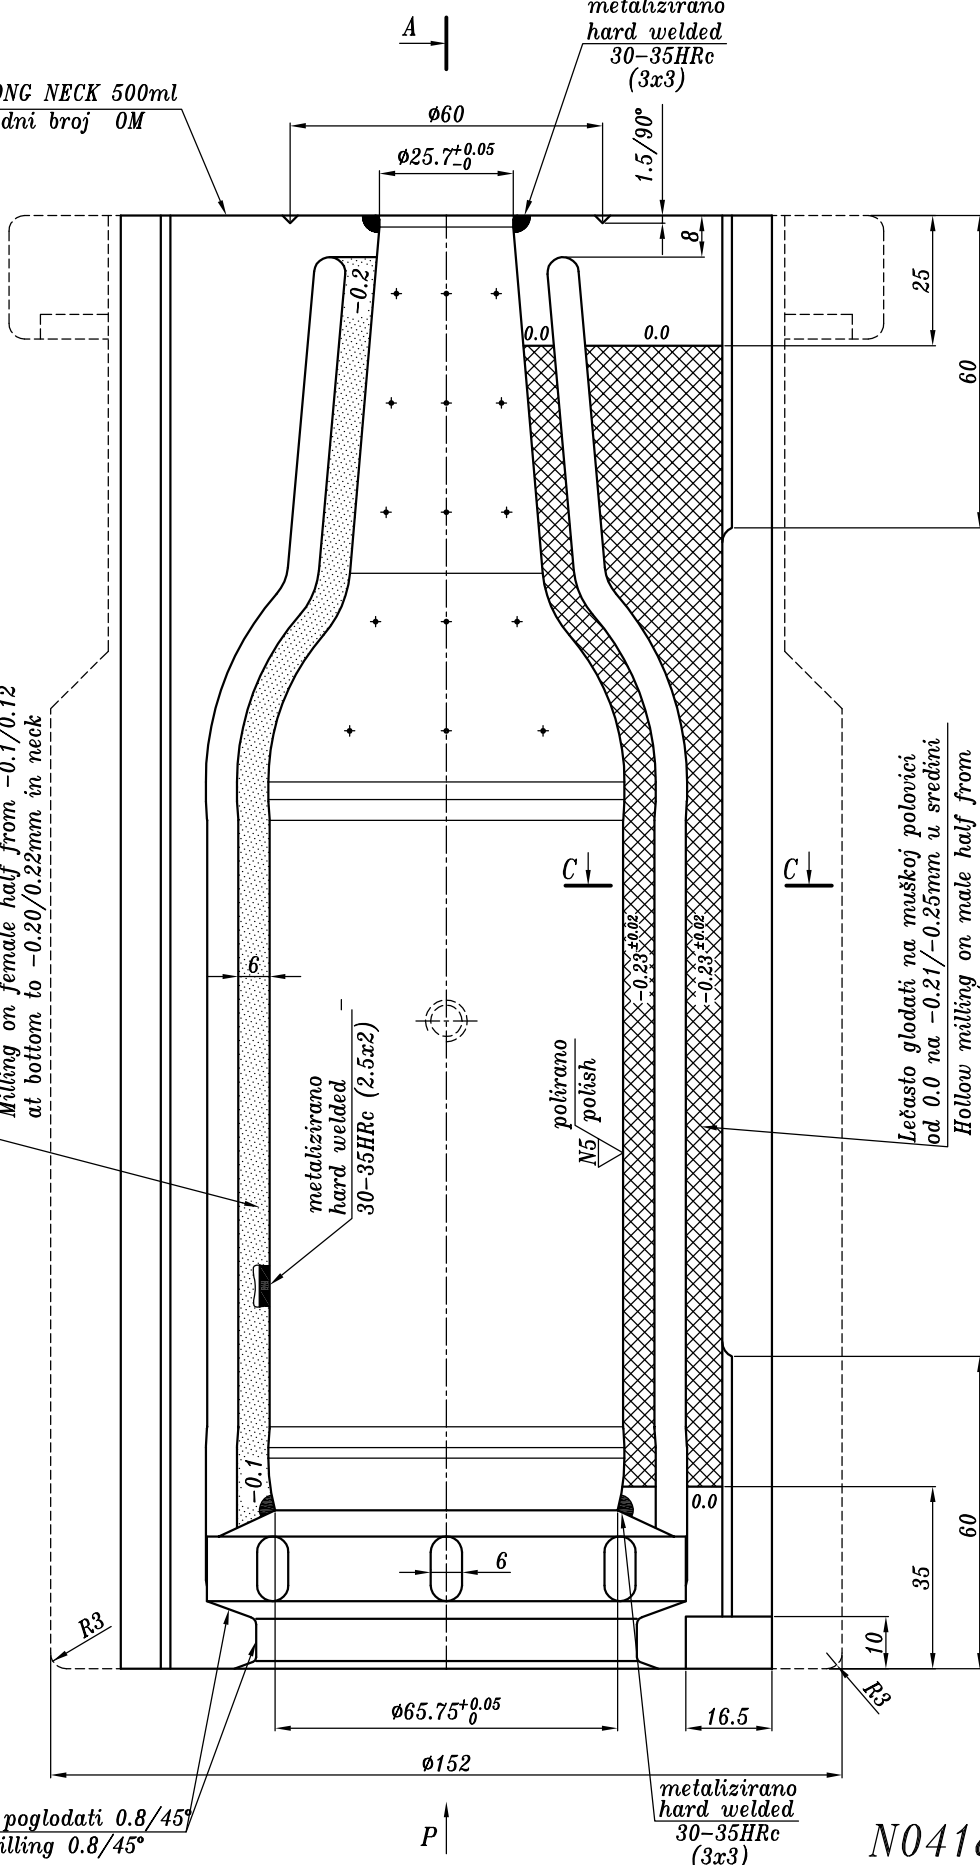 metalizirano
hard welded
30-35HRc
(3x3)
A
NECK 500ml
broj 0M
ø60
ø25.7 +0.05 -0
1.5/90°
8
25
60
-0.2
0.0
0.0
Milling on female half from -0.1/0.12
at bottom to -0.20/0.22mm in neck
C
C
-0.23 ±0.02
-0.23 ±0.02
6
metalizirano
hard welded
30-35HRc (2.5x2)
polirano
polish
N5
Lečasto glodati na muškoj polovici
od 0.0 na -0.21/-0.25mm u sredini
Hollow milling on male half from
-0.1
0.0
6
35
60
10
R3
R3
ø65.75 +0.05 0
16.5
ø152
poglodati 0.8/45°
0.8/45°
P
metalizirano
hard welded
30-35HRc
(3x3)